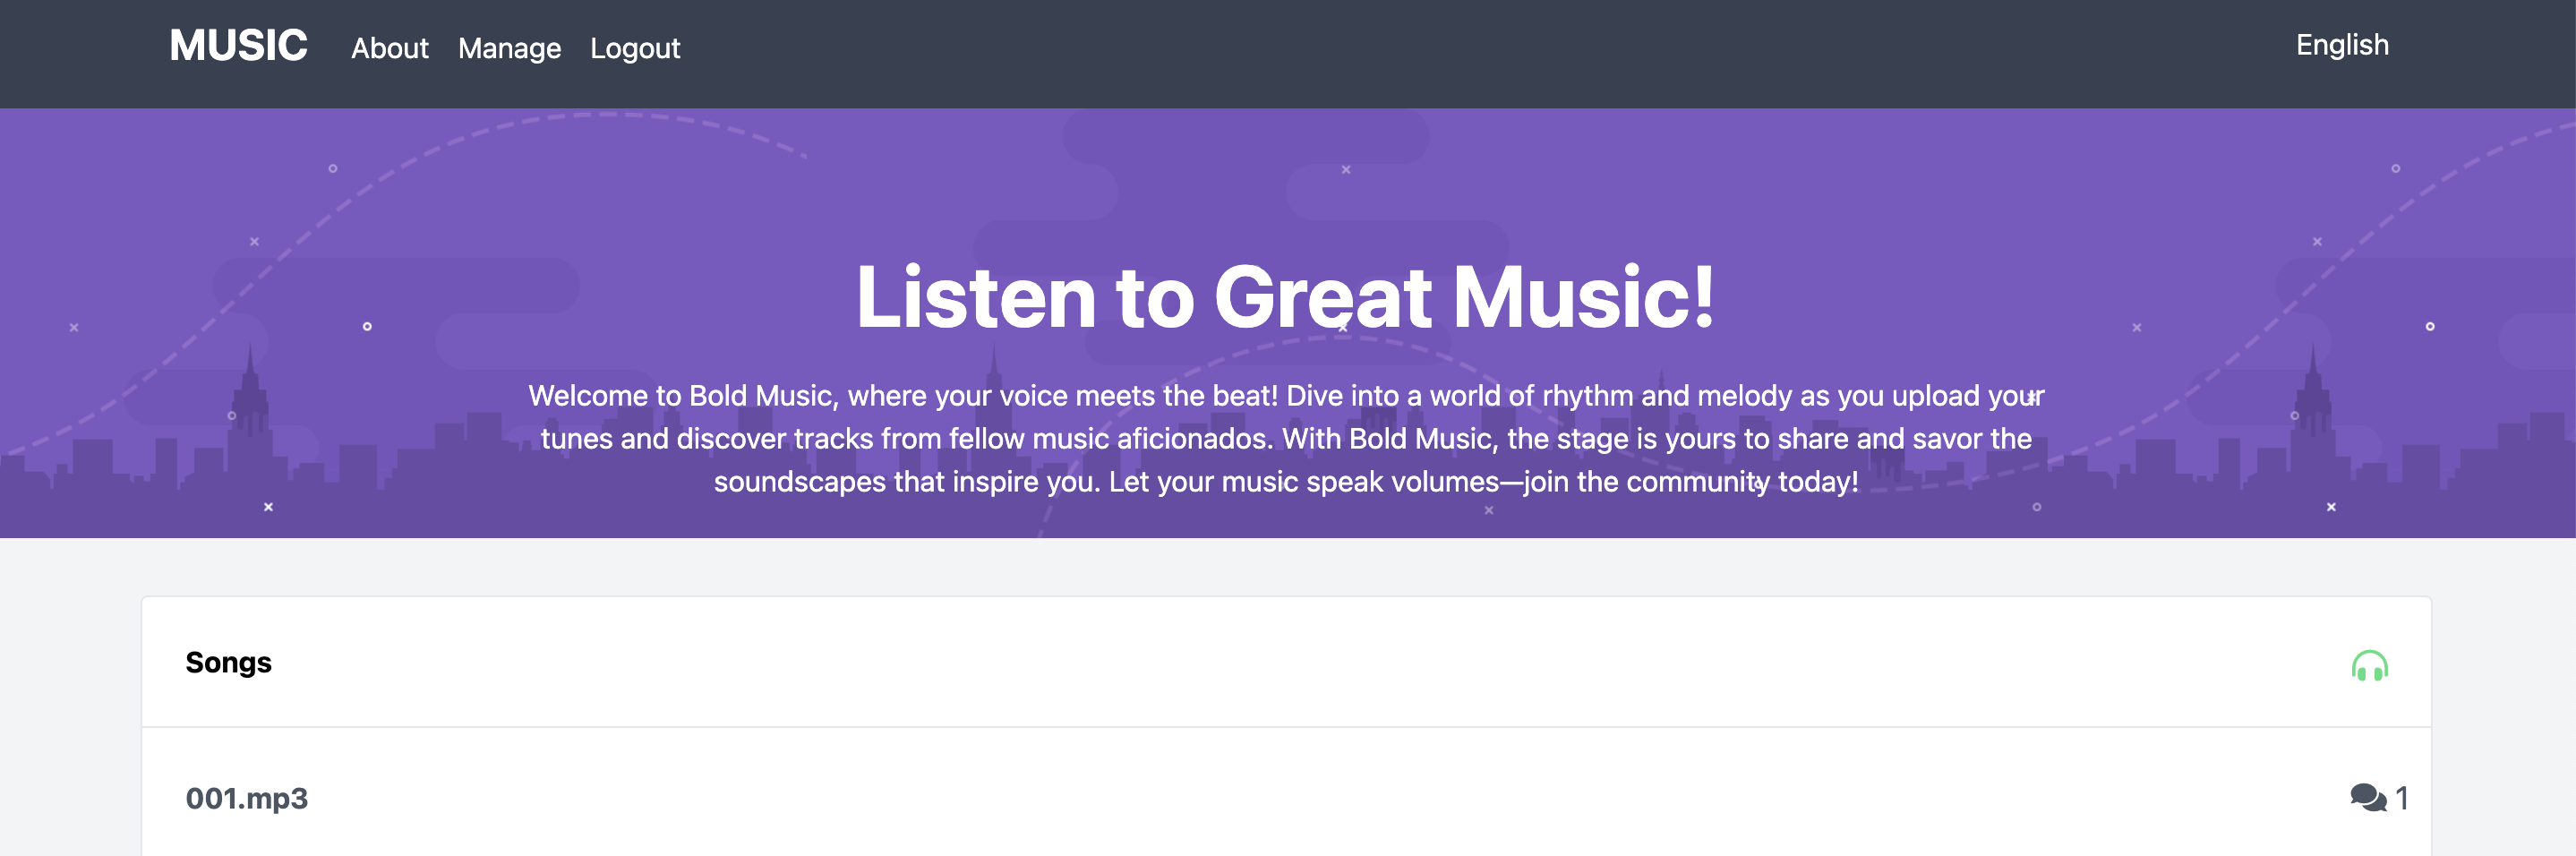 MUSIC About Manage Logout English
Listen to Great Music!
Welcome to Bold Music, where your voice meets the beat! Dive into a world of rhythm and melody as you upload your
tunes and discover tracks from fellow music aficionados. With Bold Music, the stage is yours to share and savor the
soundscapes that inspire you. Let your music speak volumes—join the community today!
Songs
001.mp3 1